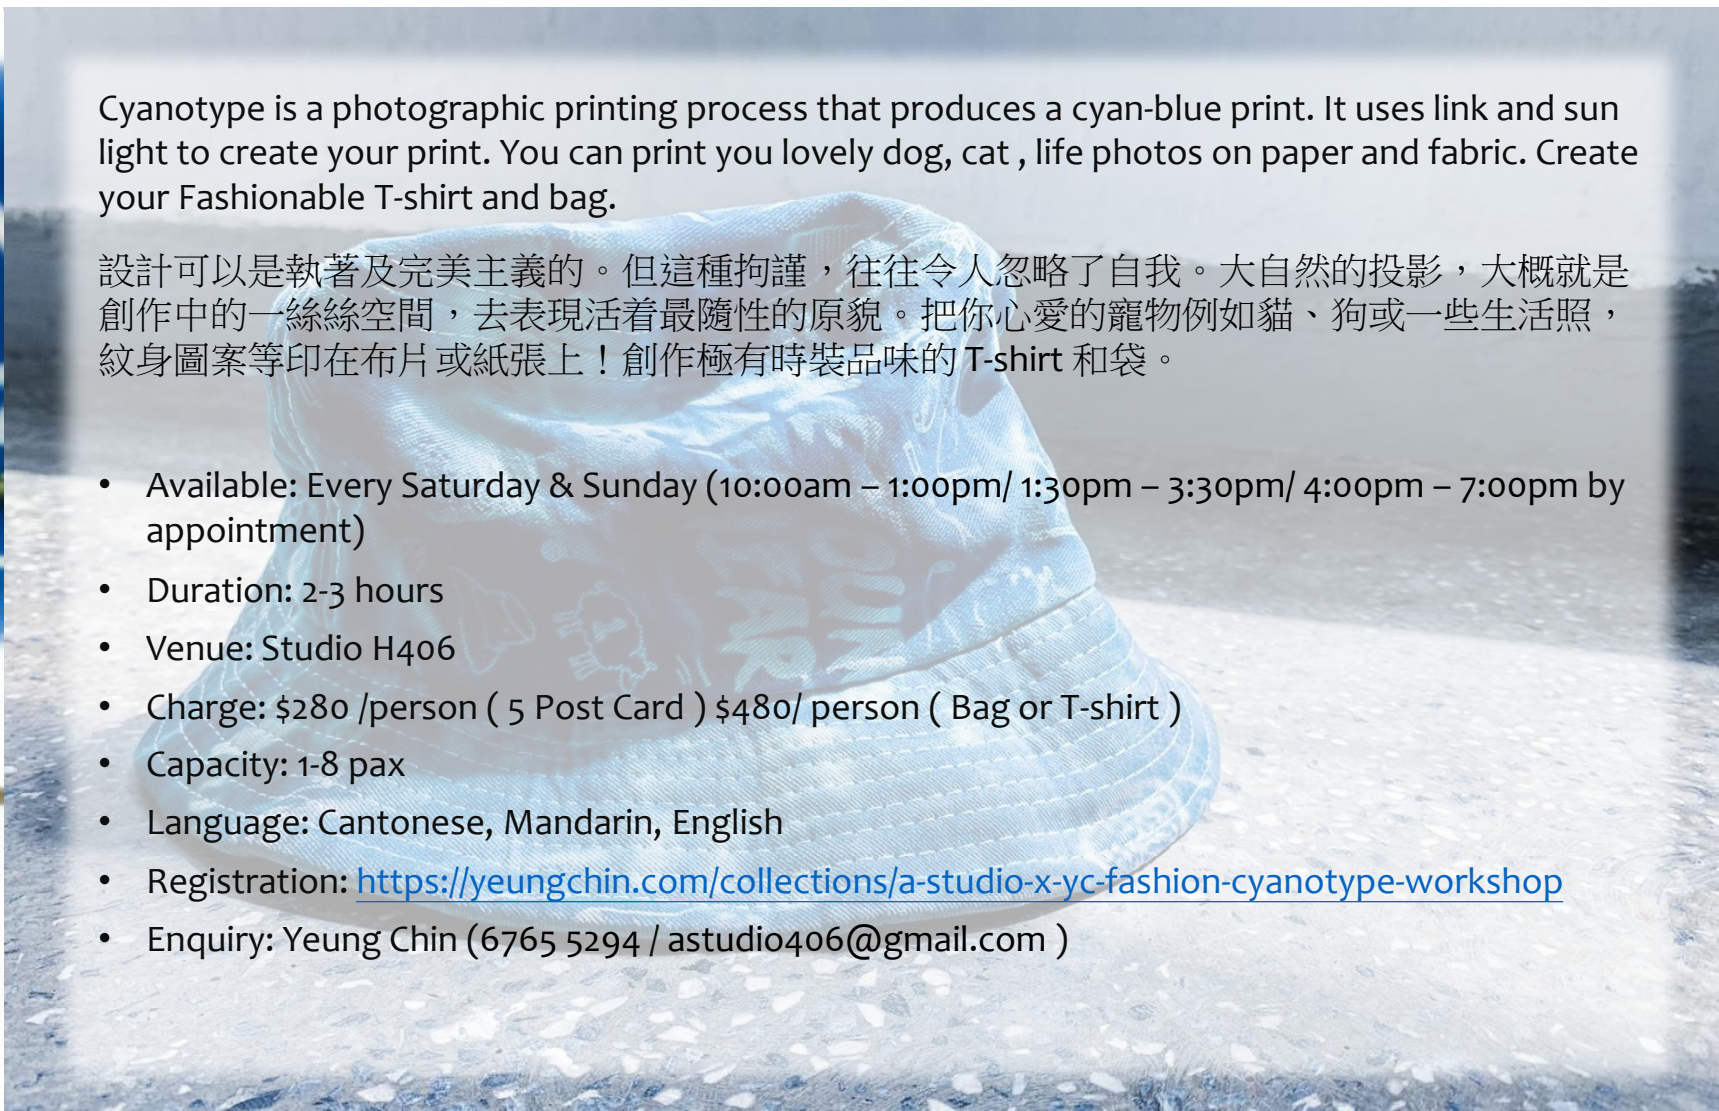 Cyanotype is a photographic printing process that produces a cyan-blue print. It uses link and sun
light to create your print. You can print you lovely dog, cat , life photos on paper and fabric. Create
your Fashionable T-shirt and bag.
設計可以是執著及完美主義的。但這種拘謹，往往令人忽略了自我。大自然的投影，大概就是
創作中的一絲絲空間，去表現活着最隨性的原貌。把你心愛的寵物例如貓、狗或一些生活照，
紋身圖案等印在布片或紙張上！創作極有時裝品味的 T-shirt 和袋。
• Available: Every Saturday & Sunday (10:00am – 1:00pm/ 1:30pm – 3:30pm/ 4:00pm – 7:00pm by
appointment)
• Duration: 2-3 hours
• Venue: Studio H406
• Charge: $280 /person ( 5 Post Card ) $480/ person ( Bag or T-shirt )
• Capacity: 1-8 pax
• Language: Cantonese, Mandarin, English
• Registration: https://yeungchin.com/collections/a-studio-x-yc-fashion-cyanotype-workshop
• Enquiry: Yeung Chin (6765 5294 / astudio406@gmail.com )